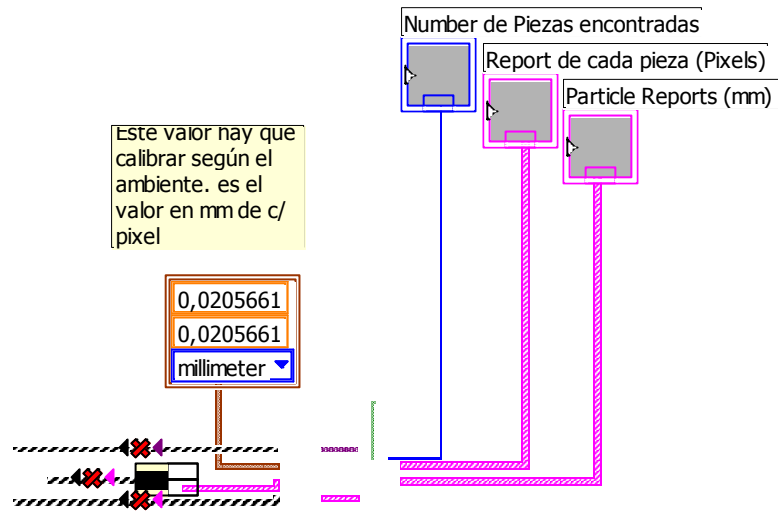 Number de Piezas encontradas
Report de cada pieza (Pixels)
Particle Reports (mm)
Este valor hay que
calibrar según el
ambiente. es el
valor en mm de c/
pixel
0,0205661
0,0205661
millimeter